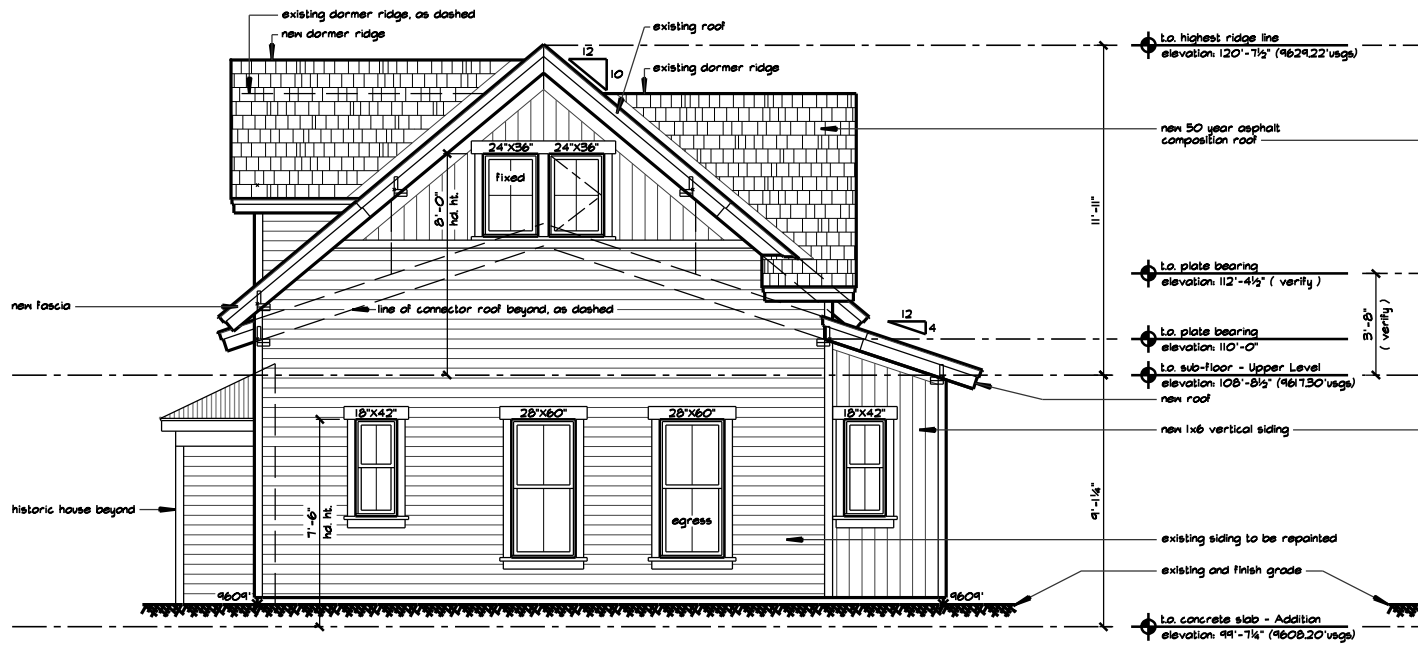 existing dormer ridge, as dashed
new dormer ridge
existing roof
12
10
existing dormer ridge
t.o. highest ridge line
elevation: 120'-7½" (9629.22'usgs)
new 50 year asphalt
composition roof
24"X36" 24"X36"
fixed
8'-0"
hd. ht.
11'-11"
t.o. plate bearing
elevation: 112'-4½" ( verify )
new fascia
line of connector roof beyond, as dashed
12
4
3'-8"
( verify )
t.o. plate bearing
elevation: 110'-0"
t.o. sub-floor - Upper Level
elevation: 108'-8½" (9617.30'usgs)
new roof
18"X42" 28"X60" 28"X60" 18"X42"
new 1x6 vertical siding
historic house beyond
7'-6"
hd. ht.
egress
9'-1¼"
existing siding to be repainted
existing and finish grade
9609' 9609'
t.o. concrete slab - Addition
elevation: 99'-7¼" (9608.20'usgs)